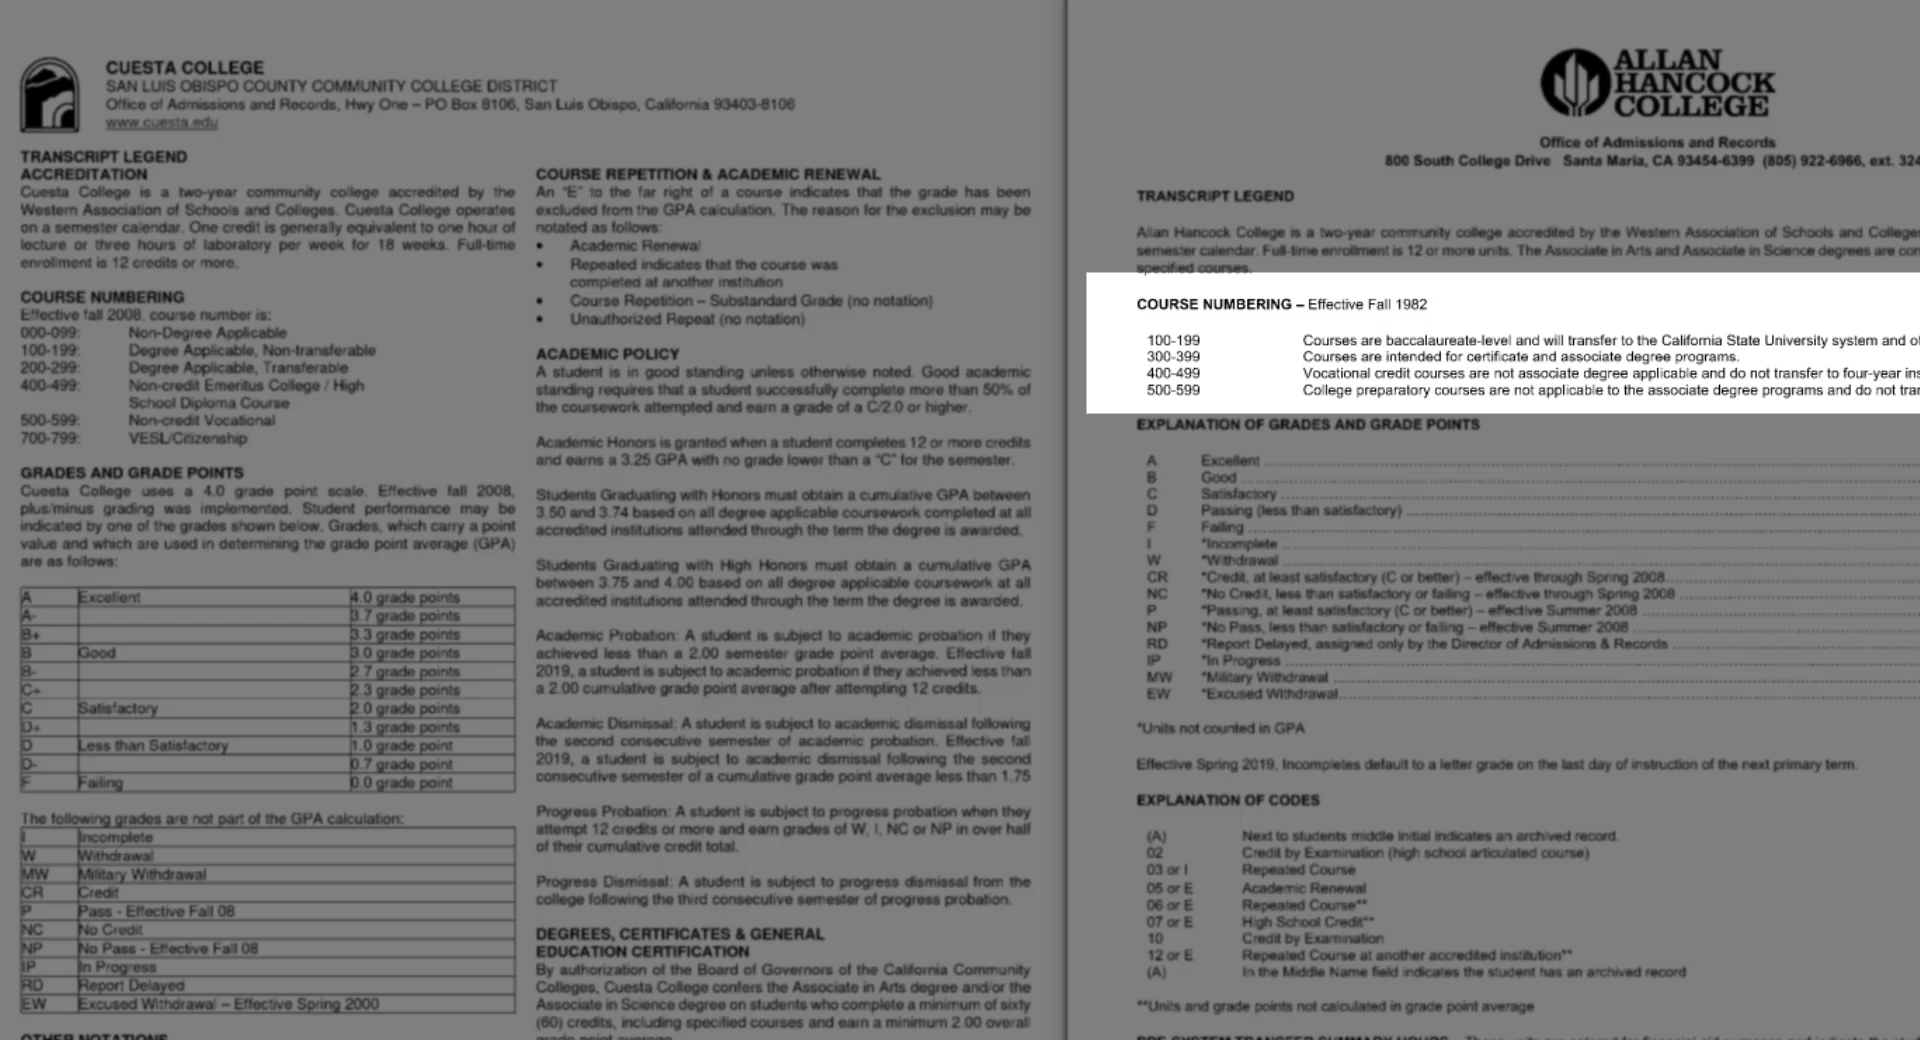 CUESTA COLLEGE
SAN LUIS OBISPO COUNTY COMMUNITY COLLEGE DISTRICT
Office of Admissions and Records, Hwy One – PO Box 8106, San Luis Obispo, California 93403-8106
www.cuesta.edu
TRANSCRIPT LEGEND
ACCREDITATION
Cuesta College is a two-year community college accredited by the
Western Association of Schools and Colleges. Cuesta College operates
on a semester calendar. One credit is generally equivalent to one hour of
lecture or three hours of laboratory per week for 18 weeks. Full-time
enrollment is 12 credits or more.
COURSE NUMBERING
Effective fall 2008, course number is:
000-099: Non-Degree Applicable
100-199: Degree Applicable, Non-transferable
200-299: Degree Applicable, Transferable
400-499: Non-credit Emeritus College / High
School Diploma Course
500-599: Non-credit Vocational
700-799: VESL/Citizenship
GRADES AND GRADE POINTS
Cuesta College uses a 4.0 grade point scale. Effective fall 2008,
plus/minus grading was implemented. Student performance may be
indicated by one of the grades shown below. Grades, which carry a point
value and which are used in determining the grade point average (GPA)
are as follows:
A Excellent 4.0 grade points
A- 3.7 grade points
B+ 3.3 grade points
B Good 3.0 grade points
B- 2.7 grade points
C+ 2.3 grade points
C Satisfactory 2.0 grade points
D+ 1.3 grade points
D Less than Satisfactory 1.0 grade point
D- 0.7 grade point
F Failing 0.0 grade point
The following grades are not part of the GPA calculation:
I Incomplete
W Withdrawal
MW Military Withdrawal
CR Credit
P Pass - Effective Fall 08
NC No Credit
NP No Pass - Effective Fall 08
IP In Progress
RD Report Delayed
EW Excused Withdrawal – Effective Spring 2000
OTHER NOTATIONS
COURSE REPETITION & ACADEMIC RENEWAL
An "E" to the far right of a course indicates that the grade has been
excluded from the GPA calculation. The reason for the exclusion may be
notated as follows:
• Academic Renewal
• Repeated indicates that the course was
completed at another institution
• Course Repetition – Substandard Grade (no notation)
• Unauthorized Repeat (no notation)
ACADEMIC POLICY
A student is in good standing unless otherwise noted. Good academic
standing requires that a student successfully complete more than 50% of
the coursework attempted and earn a grade of a C/2.0 or higher.
Academic Honors is granted when a student completes 12 or more credits
and earns a 3.25 GPA with no grade lower than a "C" for the semester.
Students Graduating with Honors must obtain a cumulative GPA between
3.50 and 3.74 based on all degree applicable coursework completed at all
accredited institutions attended through the term the degree is awarded.
Students Graduating with High Honors must obtain a cumulative GPA
between 3.75 and 4.00 based on all degree applicable coursework at all
accredited institutions attended through the term the degree is awarded.
Academic Probation: A student is subject to academic probation if they
achieved less than a 2.00 semester grade point average. Effective fall
2019, a student is subject to academic probation if they achieved less than
a 2.00 cumulative grade point average after attempting 12 credits.
Academic Dismissal: A student is subject to academic dismissal following
the second consecutive semester of academic probation. Effective fall
2019, a student is subject to academic dismissal following the second
consecutive semester of a cumulative grade point average less than 1.75
Progress Probation: A student is subject to progress probation when they
attempt 12 credits or more and earn grades of W, I, NC or NP in over half
of their cumulative credit total.
Progress Dismissal: A student is subject to progress dismissal from the
college following the third consecutive semester of progress probation.
DEGREES, CERTIFICATES & GENERAL
EDUCATION CERTIFICATION
By authorization of the Board of Governors of the California Community
Colleges, Cuesta College confers the Associate in Arts degree and/or the
Associate in Science degree on students who complete a minimum of sixty
(60) credits, including specified courses and earn a minimum 2.00 overall
grade point average.
ALLAN
HANCOCK
COLLEGE
Office of Admissions and Records
800 South College Drive Santa Maria, CA 93454-6399 (805) 922-6966, ext. 324
TRANSCRIPT LEGEND
Allan Hancock College is a two-year community college accredited by the Western Association of Schools and College
semester calendar. Full-time enrollment is 12 or more units. The Associate in Arts and Associate in Science degrees are con
specified courses.
COURSE NUMBERING – Effective Fall 1982
100-199 Courses are baccalaureate-level and will transfer to the California State University system and of
300-399 Courses are intended for certificate and associate degree programs.
400-499 Vocational credit courses are not associate degree applicable and do not transfer to four-year ins
500-599 College preparatory courses are not applicable to the associate degree programs and do not tran
EXPLANATION OF GRADES AND GRADE POINTS
A Excellent
B Good
C Satisfactory
D Passing (less than satisfactory)
F Failing
I *Incomplete
W *Withdrawal
CR *Credit, at least satisfactory (C or better) – effective through Spring 2008
NC *No Credit, less than satisfactory or failing – effective through Spring 2008
P *Passing, at least satisfactory (C or better) – effective Summer 2008
NP *No Pass, less than satisfactory or failing – effective Summer 2008
RD *Report Delayed, assigned only by the Director of Admissions & Records
IP *In Progress
MW *Military Withdrawal
EW *Excused Withdrawal
*Units not counted in GPA
Effective Spring 2019, Incompletes default to a letter grade on the last day of instruction of the next primary term.
EXPLANATION OF CODES
(A) Next to students middle initial indicates an archived record.
02 Credit by Examination (high school articulated course)
03 or I Repeated Course
05 or E Academic Renewal
06 or E Repeated Course**
07 or E High School Credit**
10 Credit by Examination
12 or E Repeated Course at another accredited institution**
(A) In the Middle Name field indicates the student has an archived record
**Units and grade points not calculated in grade point average